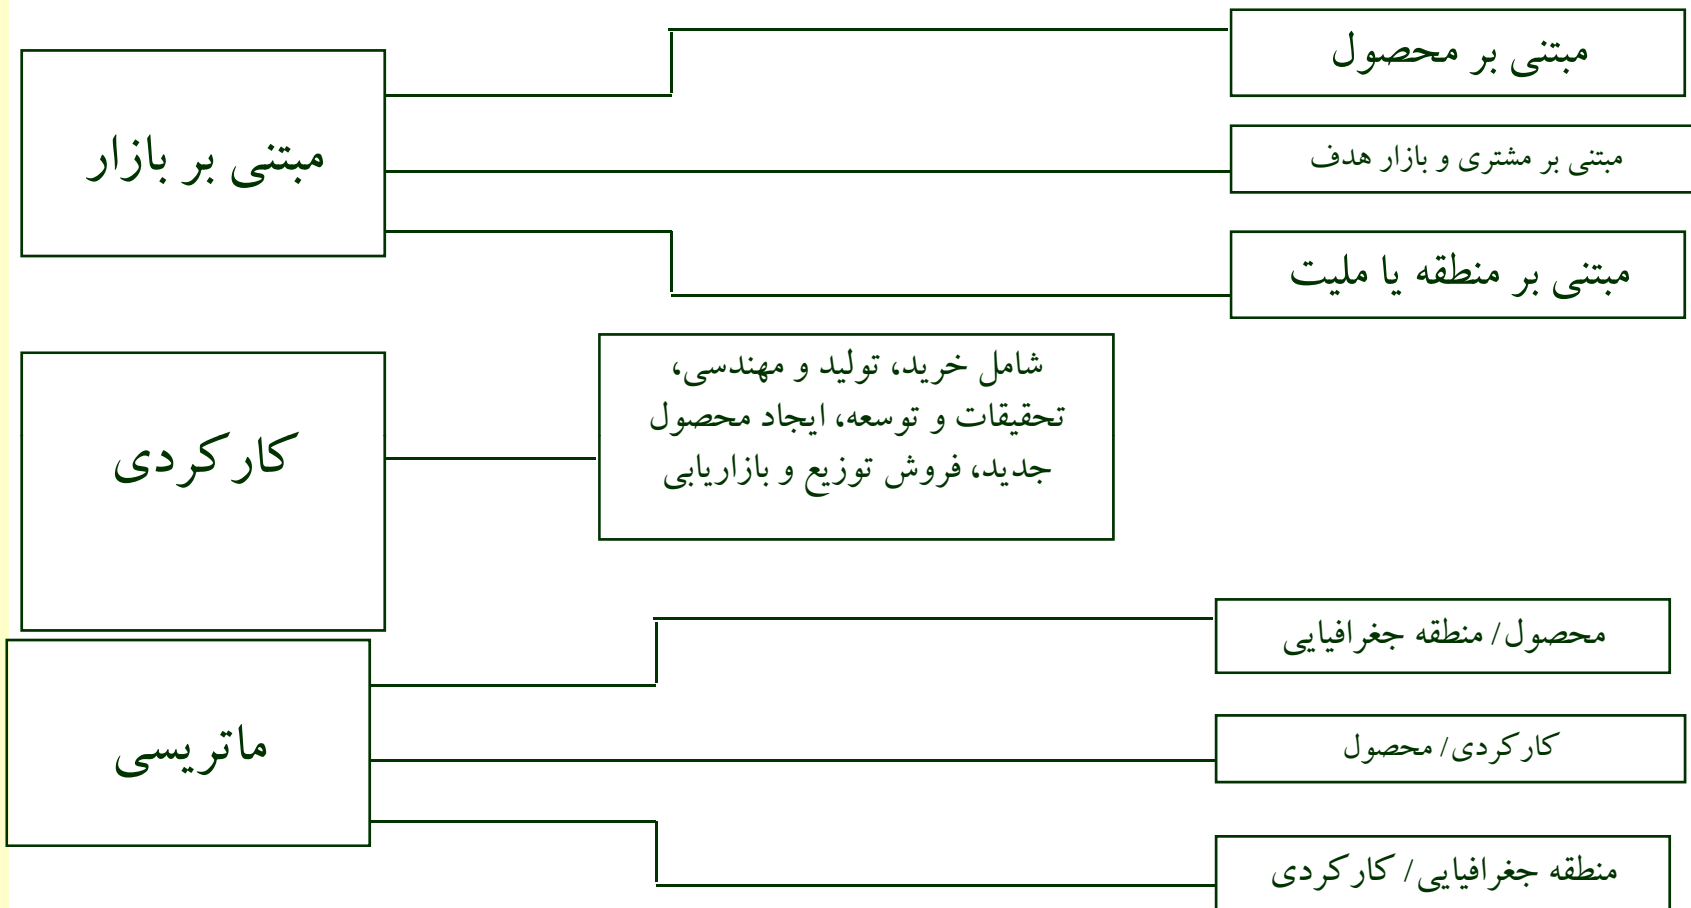 مبتنی بر بازار
مبتنی بر محصول
مبتنی بر مشتری و بازار هدف
مبتنی بر منطقه یا ملیت
کارکردی
شامل خرید، تولید و مهندسی،
تحقیقات و توسعه، ایجاد محصول
جدید، فروش توزیع و بازاریابی
ماتریسی
محصول/ منطقه جغرافیایی
کارکردی/ محصول
منطقه جغرافیایی/ کارکردی